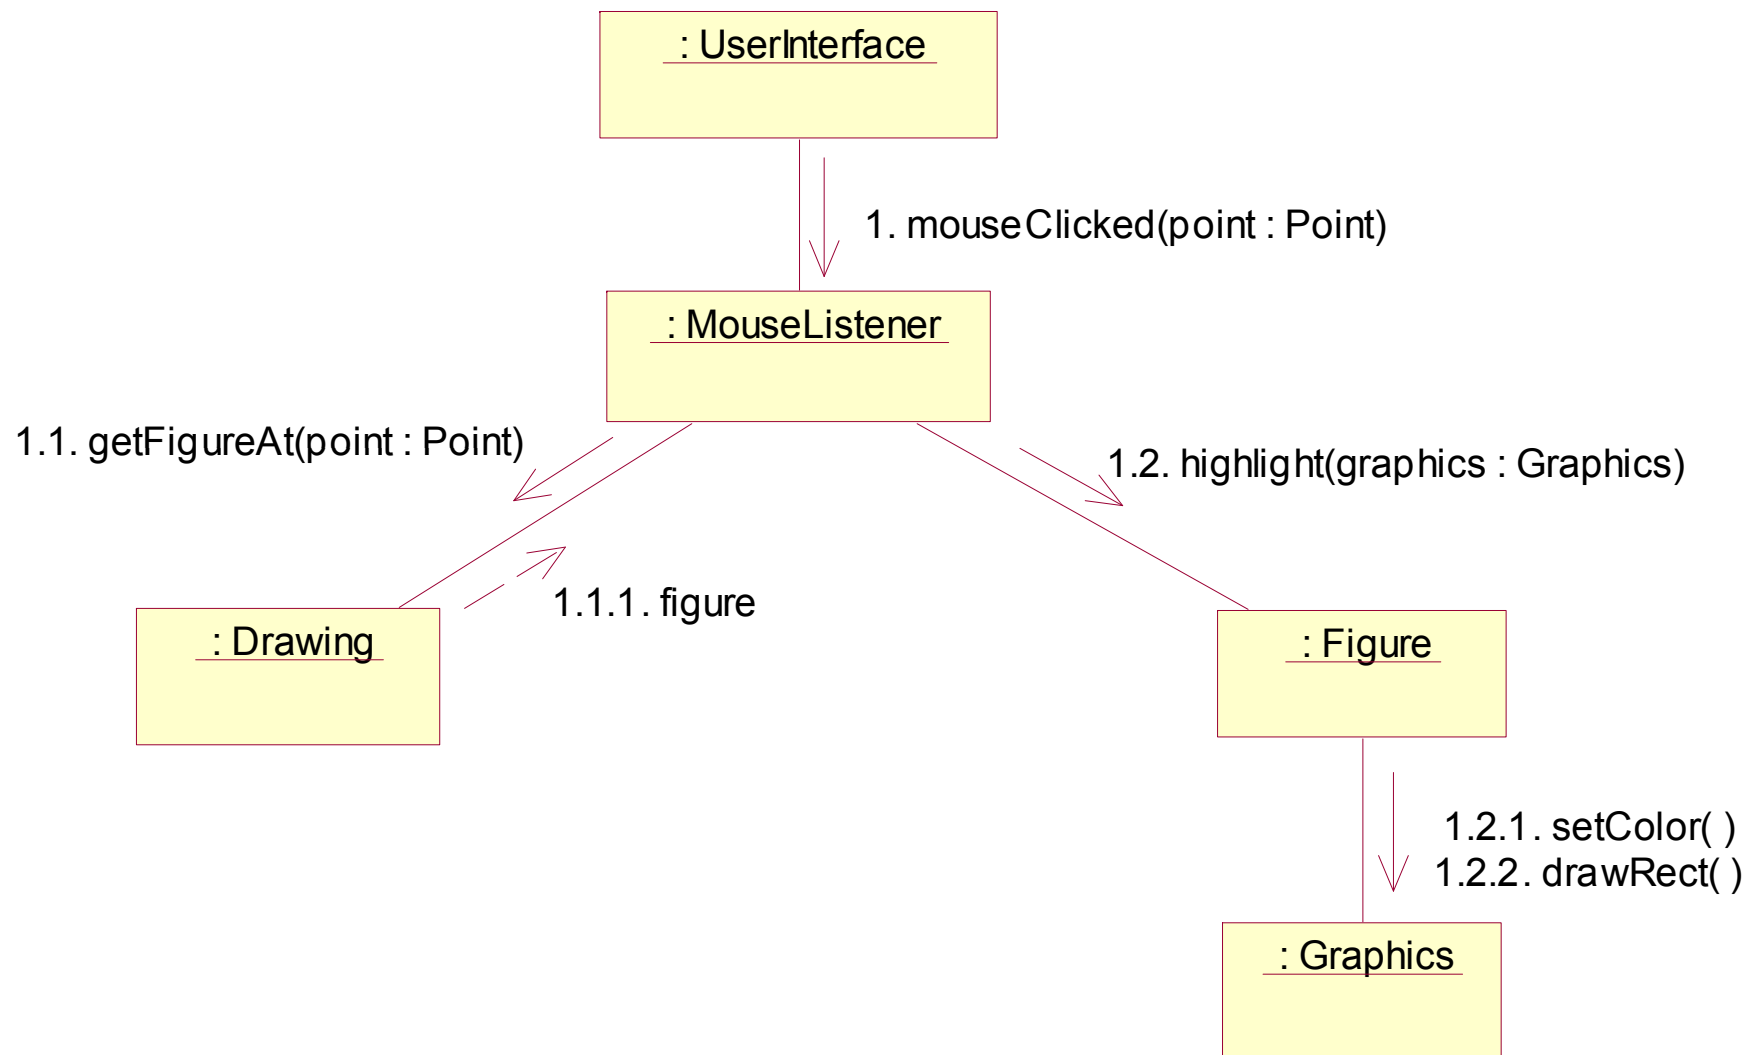 : UserInterface
1. mouseClicked(point : Point)
: MouseListener
1.1. getFigureAt(point : Point)
1.2. highlight(graphics : Graphics)
1.1.1. figure
: Drawing
: Figure
1.2.1. setColor( )
1.2.2. drawRect( )
: Graphics